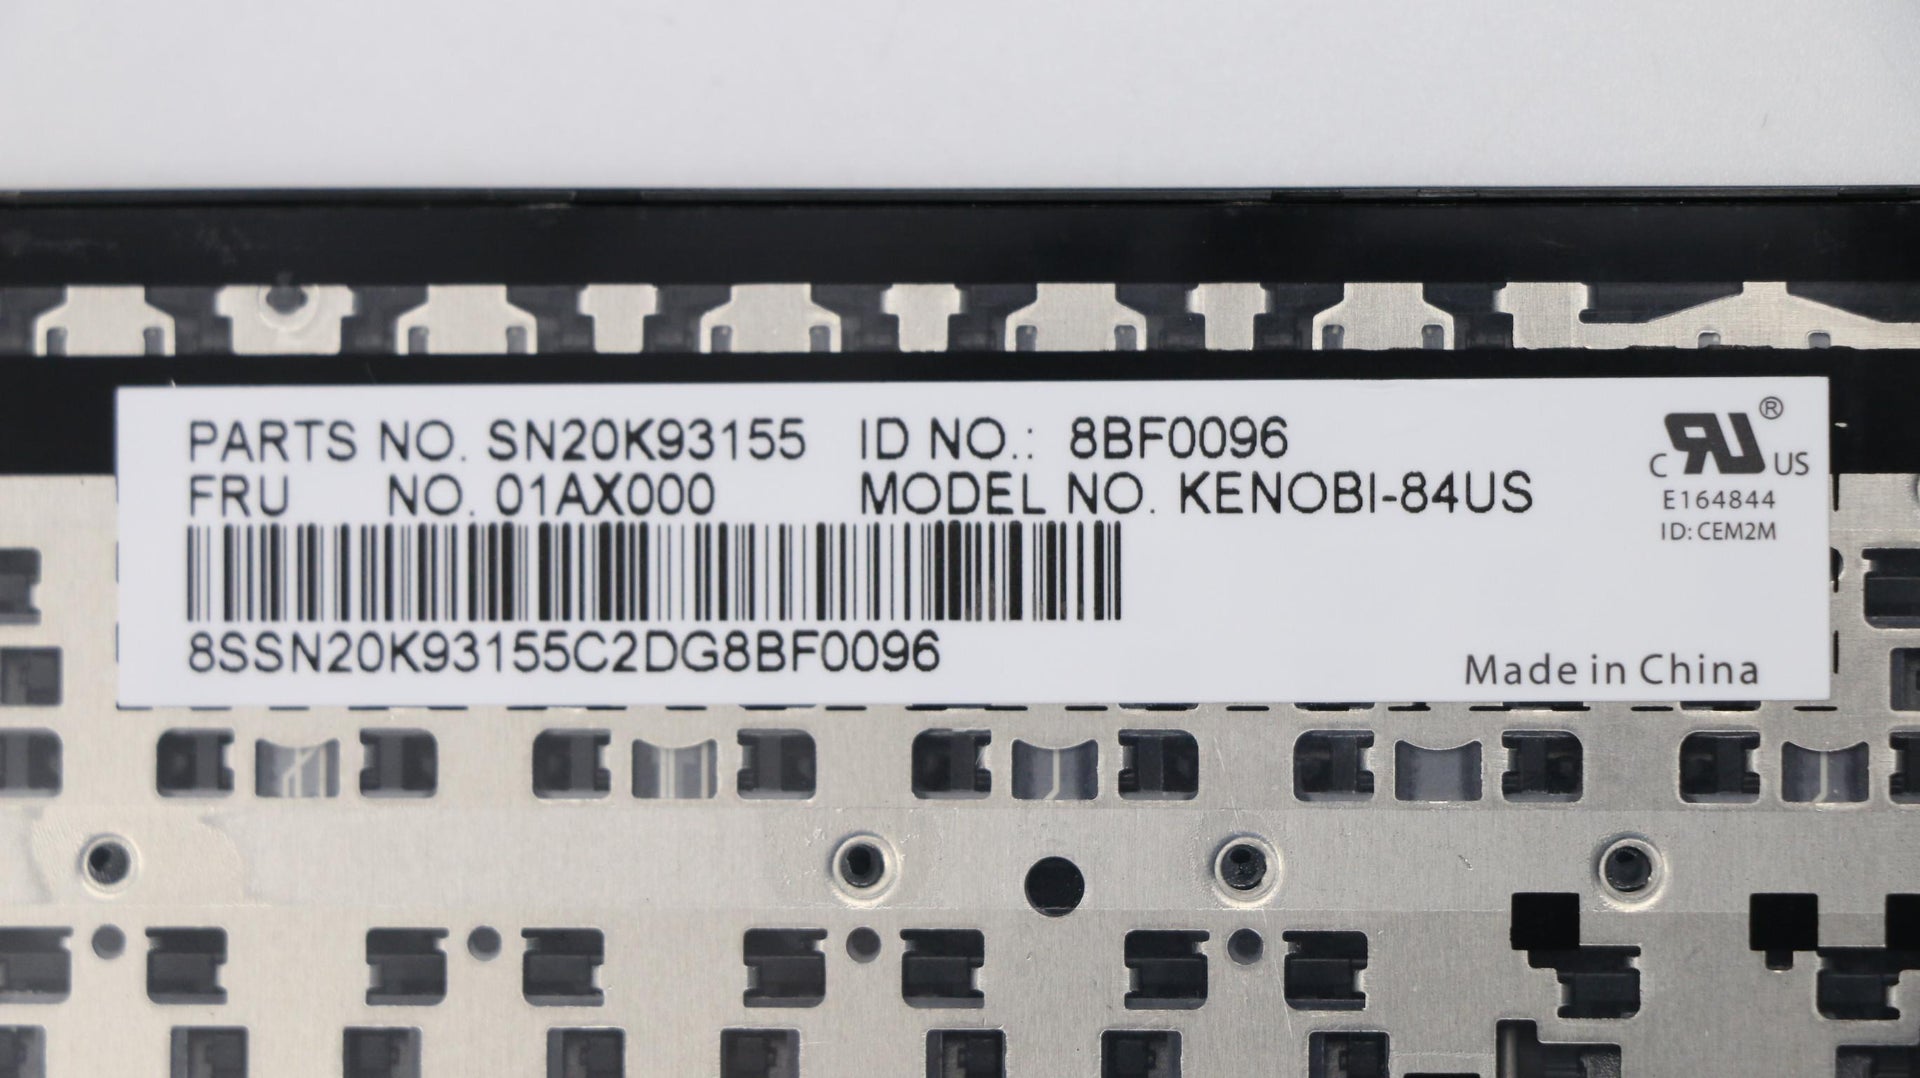 PARTS NO. SN20K93155 ID NO.: 8BF0096
FRU NO. 01AX000 MODEL NO. KENOBI-84US
8SSN20K93155C2DG8BF0096
®
C RU US
E164844
ID: CEM2M
Made in China